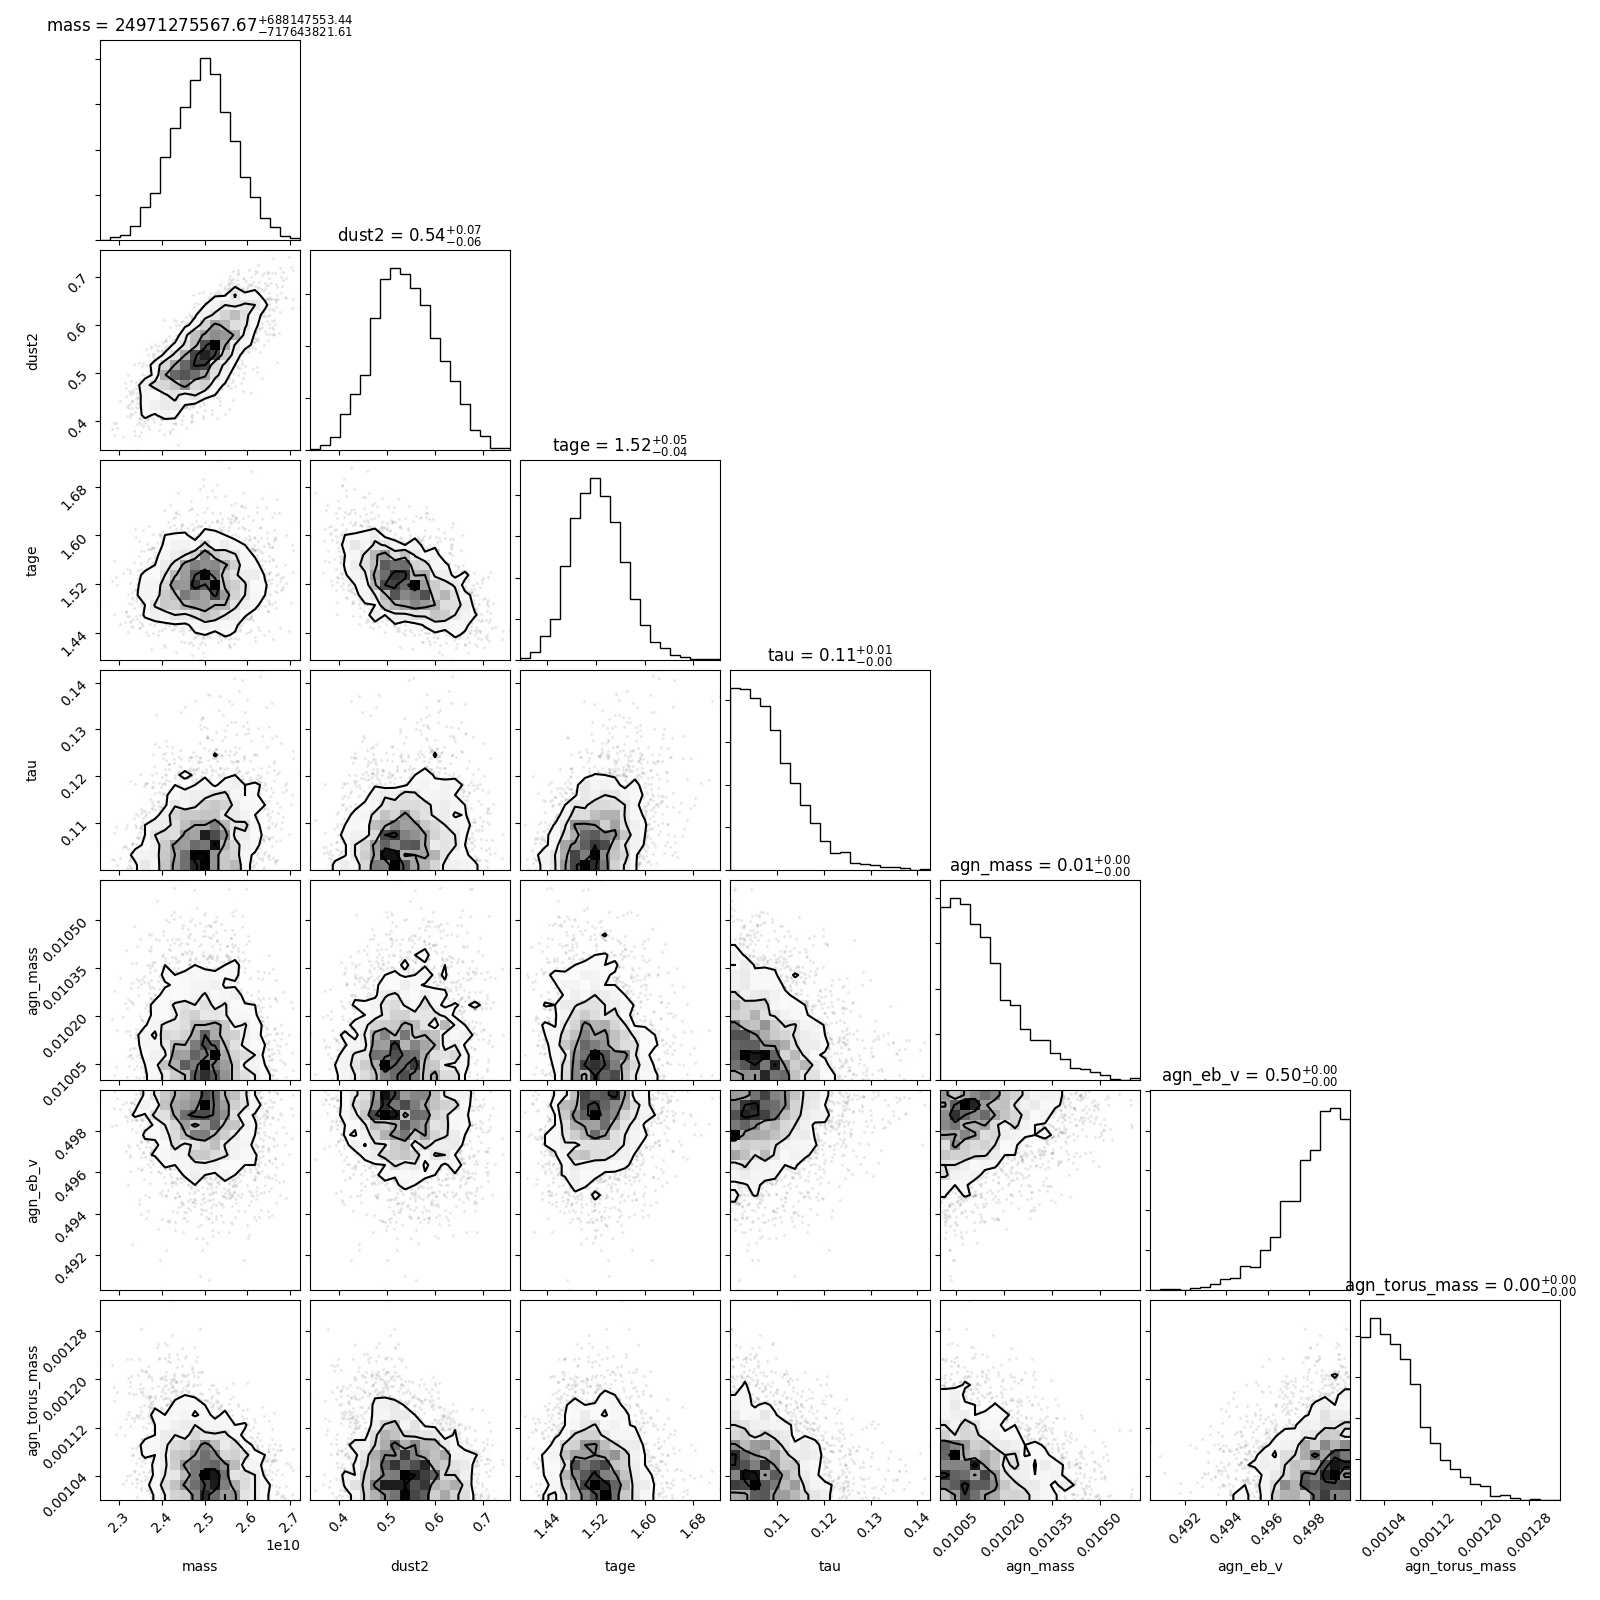 mass = 24971275567.67+688147553.44 −717643821.61
dust2 = 0.54+0.07 −0.06
0.7
0.6
0.5
0.4
dust2
tage = 1.52+0.05 −0.04
1.68
1.60
1.52
1.44
tage
tau = 0.11+0.01 −0.00
0.14
0.13
0.12
0.11
tau
agn_mass = 0.01+0.00 −0.00
0.01050
0.01035
0.01020
0.01005
agn_mass
agn_eb_v = 0.50+0.00 −0.00
0.498
0.496
0.494
0.492
agn_eb_v
agn_torus_mass = 0.00+0.00 −0.00
0.00128
0.00120
0.00112
0.00104
agn_torus_mass
2.3 2.4 2.5 2.6 2.7 0.4 0.5 0.6 0.7 1.44 1.52 1.60 1.68 0.11 0.12 0.13 0.14 0.01005 0.01020 0.01035 0.01050 0.492 0.494 0.496 0.498 0.00104 0.00112 0.00120 0.00128
1e10
mass dust2 tage tau agn_mass agn_eb_v agn_torus_mass